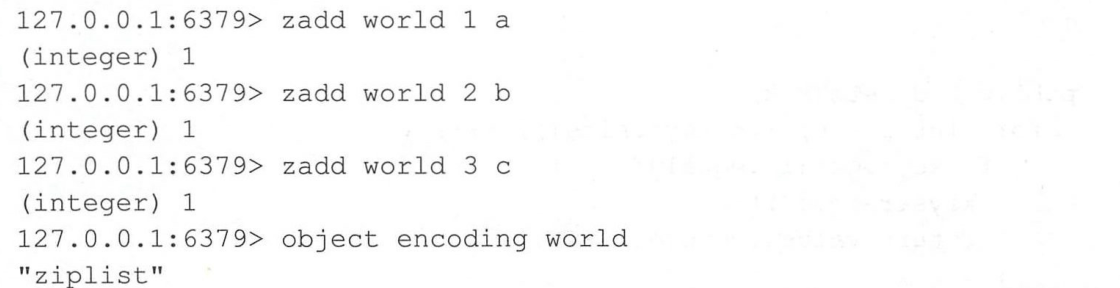 127.0.0.1:6379> zadd world 1 a
(integer) 1
127.0.0.1:6379> zadd world 2 b
(integer) 1
127.0.0.1:6379> zadd world 3 c
(integer) 1
127.0.0.1:6379> object encoding world
"ziplist"